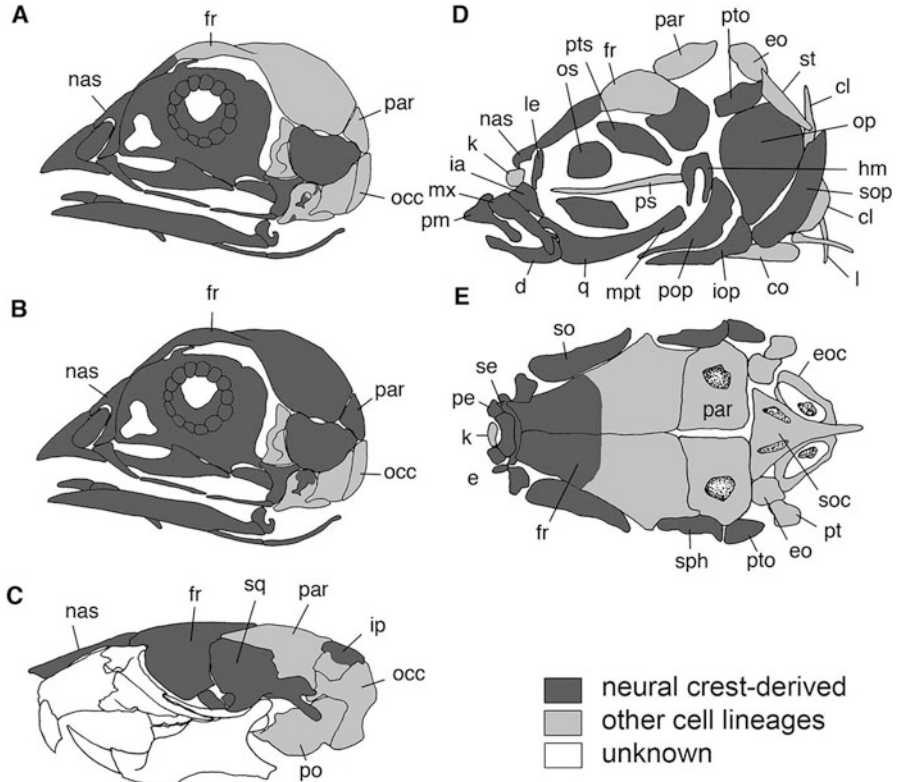 A
fr
nas
par
occ
B
fr
nas
par
occ
C
nas
fr
sq
par
ip
occ
po
D
par
pto
eo
pts
fr
st
os
cl
le
nas
op
k
ia
hm
mx
sop
ps
cl
pm
d
q
mpt
pop
iop
co
l
E
so
eoc
se
pe
par
k
e
soc
fr
pt
sph
pto
eo
neural crest-derived
other cell lineages
unknown